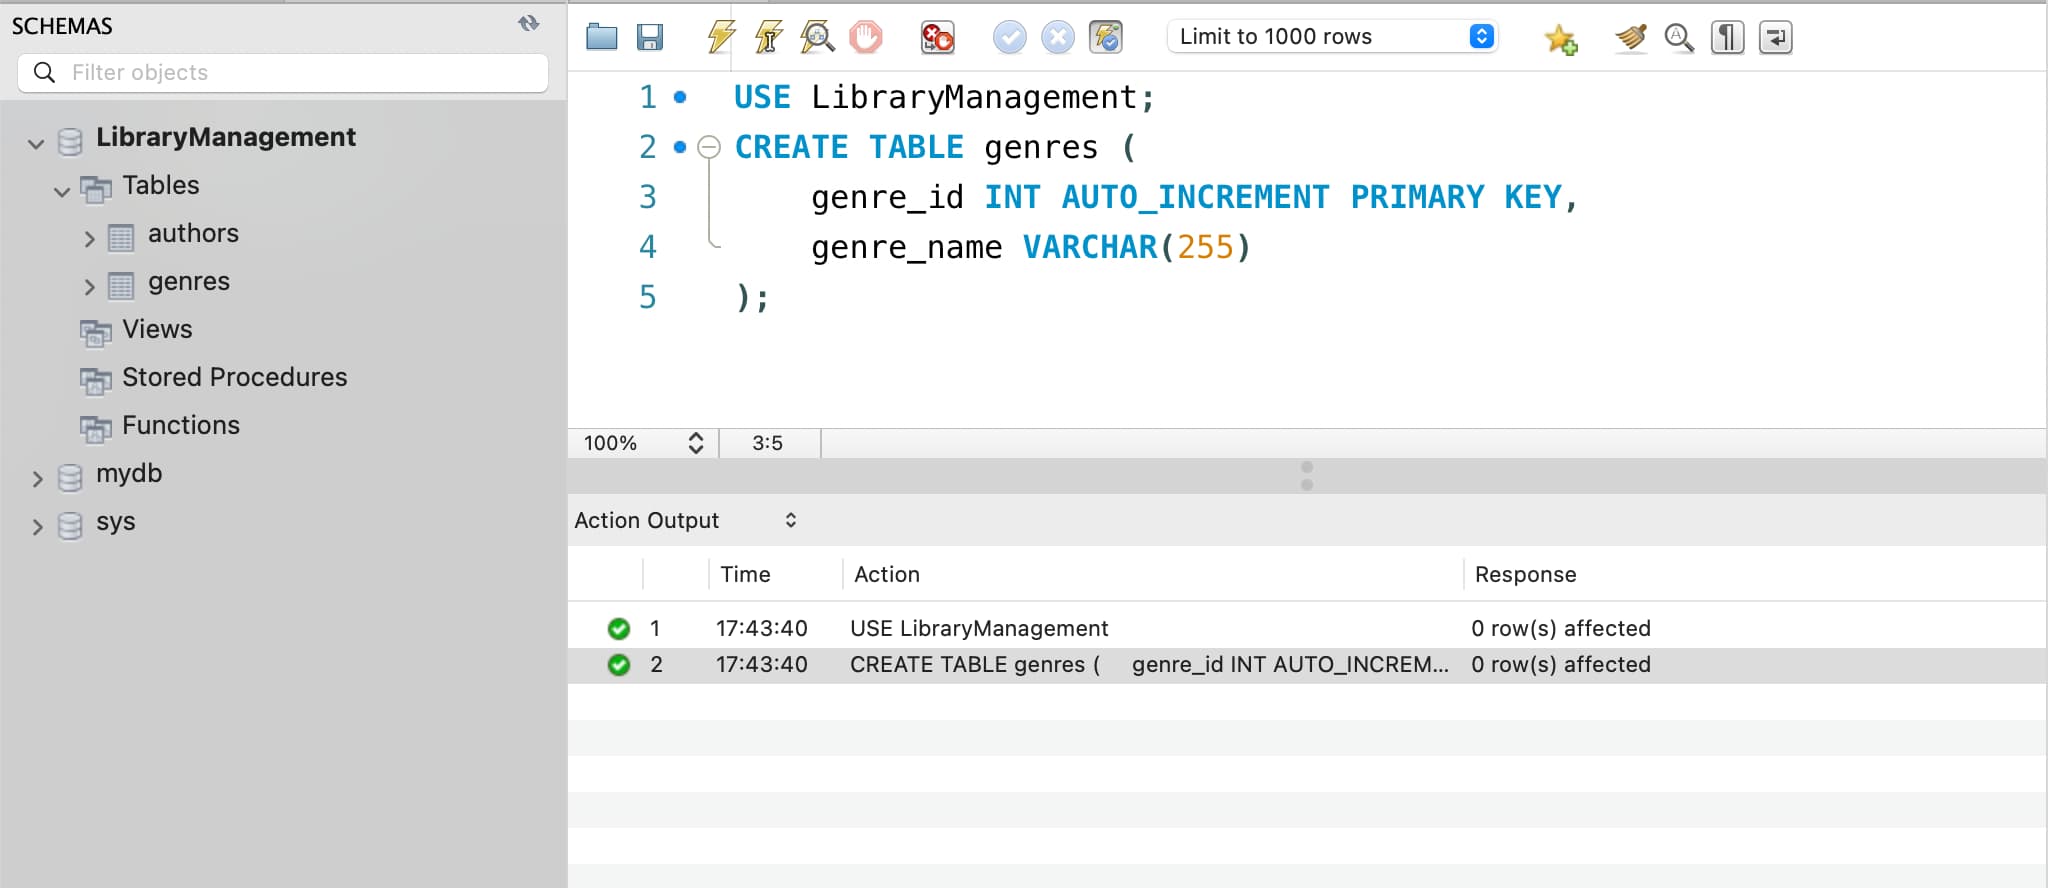 SCHEMAS
Filter objects
LibraryManagement
Tables
authors
genres
Views
Stored Procedures
Functions
mydb
sys
Limit to 1000 rows
1 USE LibraryManagement;
2 CREATE TABLE genres (
3 genre_id INT AUTO_INCREMENT PRIMARY KEY,
4 genre_name VARCHAR(255)
5 );
100% 3:5
Action Output
Time Action Response
1 17:43:40 USE LibraryManagement 0 row(s) affected
2 17:43:40 CREATE TABLE genres ( genre_id INT AUTO_INCREM... 0 row(s) affected